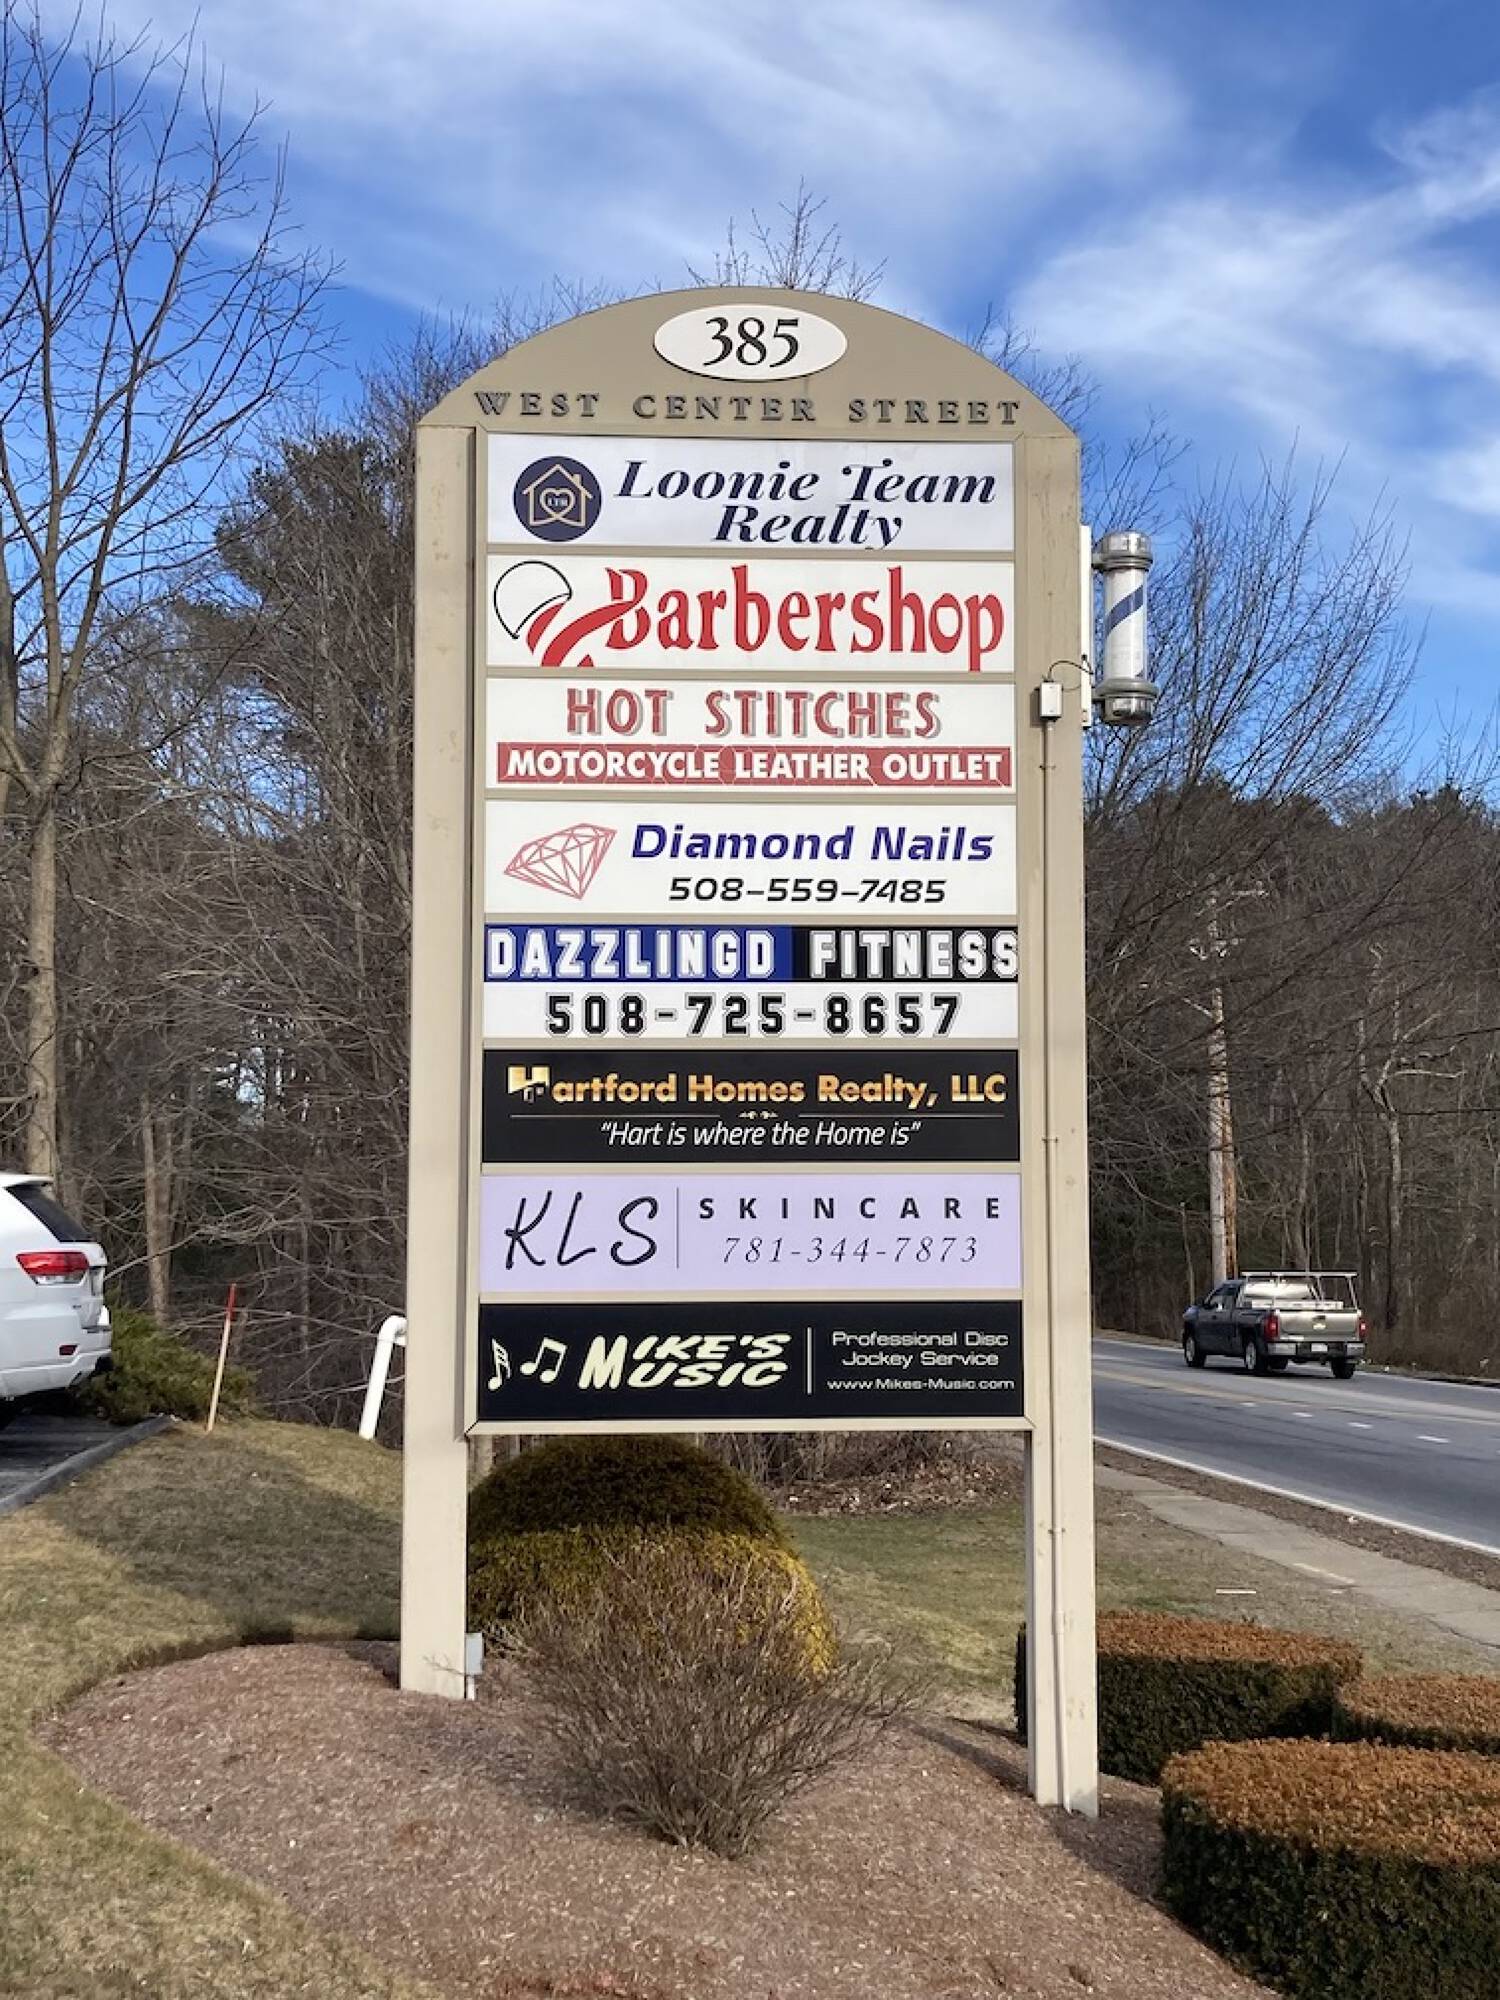 385
WEST CENTER STREET
LTR
Loonie Team
Realty
Barbershop
HOT STITCHES
MOTORCYCLE LEATHER OUTLET
Diamond Nails
508-559-7485
DAZZLINGD FITNESS
508-725-8657
Hartford Homes Realty, LLC
"Hart is where the Home is"
KLS SKINCARE
781-344-7873
MIKE'S
MUSIC
Professional Disc
Jockey Service
www.Mikes-Music.com